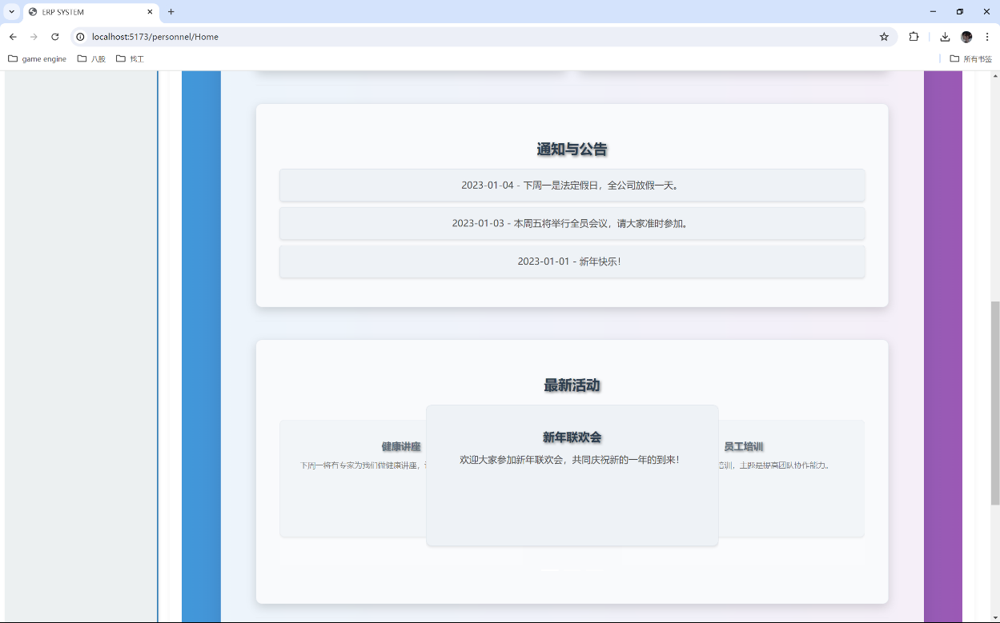 ERP SYSTEM
localhost:5173/personnel/Home
game engine
八股
找工
所有书签
通知与公告
2023-01-04 - 下周一是法定假日，全公司放假一天。
2023-01-03 - 本周五将举行全员会议，请大家准时参加。
2023-01-01 - 新年快乐！
最新活动
健康讲座
下周一将有专家为我们做健康讲座，
新年联欢会
欢迎大家参加新年联欢会，共同庆祝新的一年的到来！
员工培训
培训，主题是提高团队协作能力。